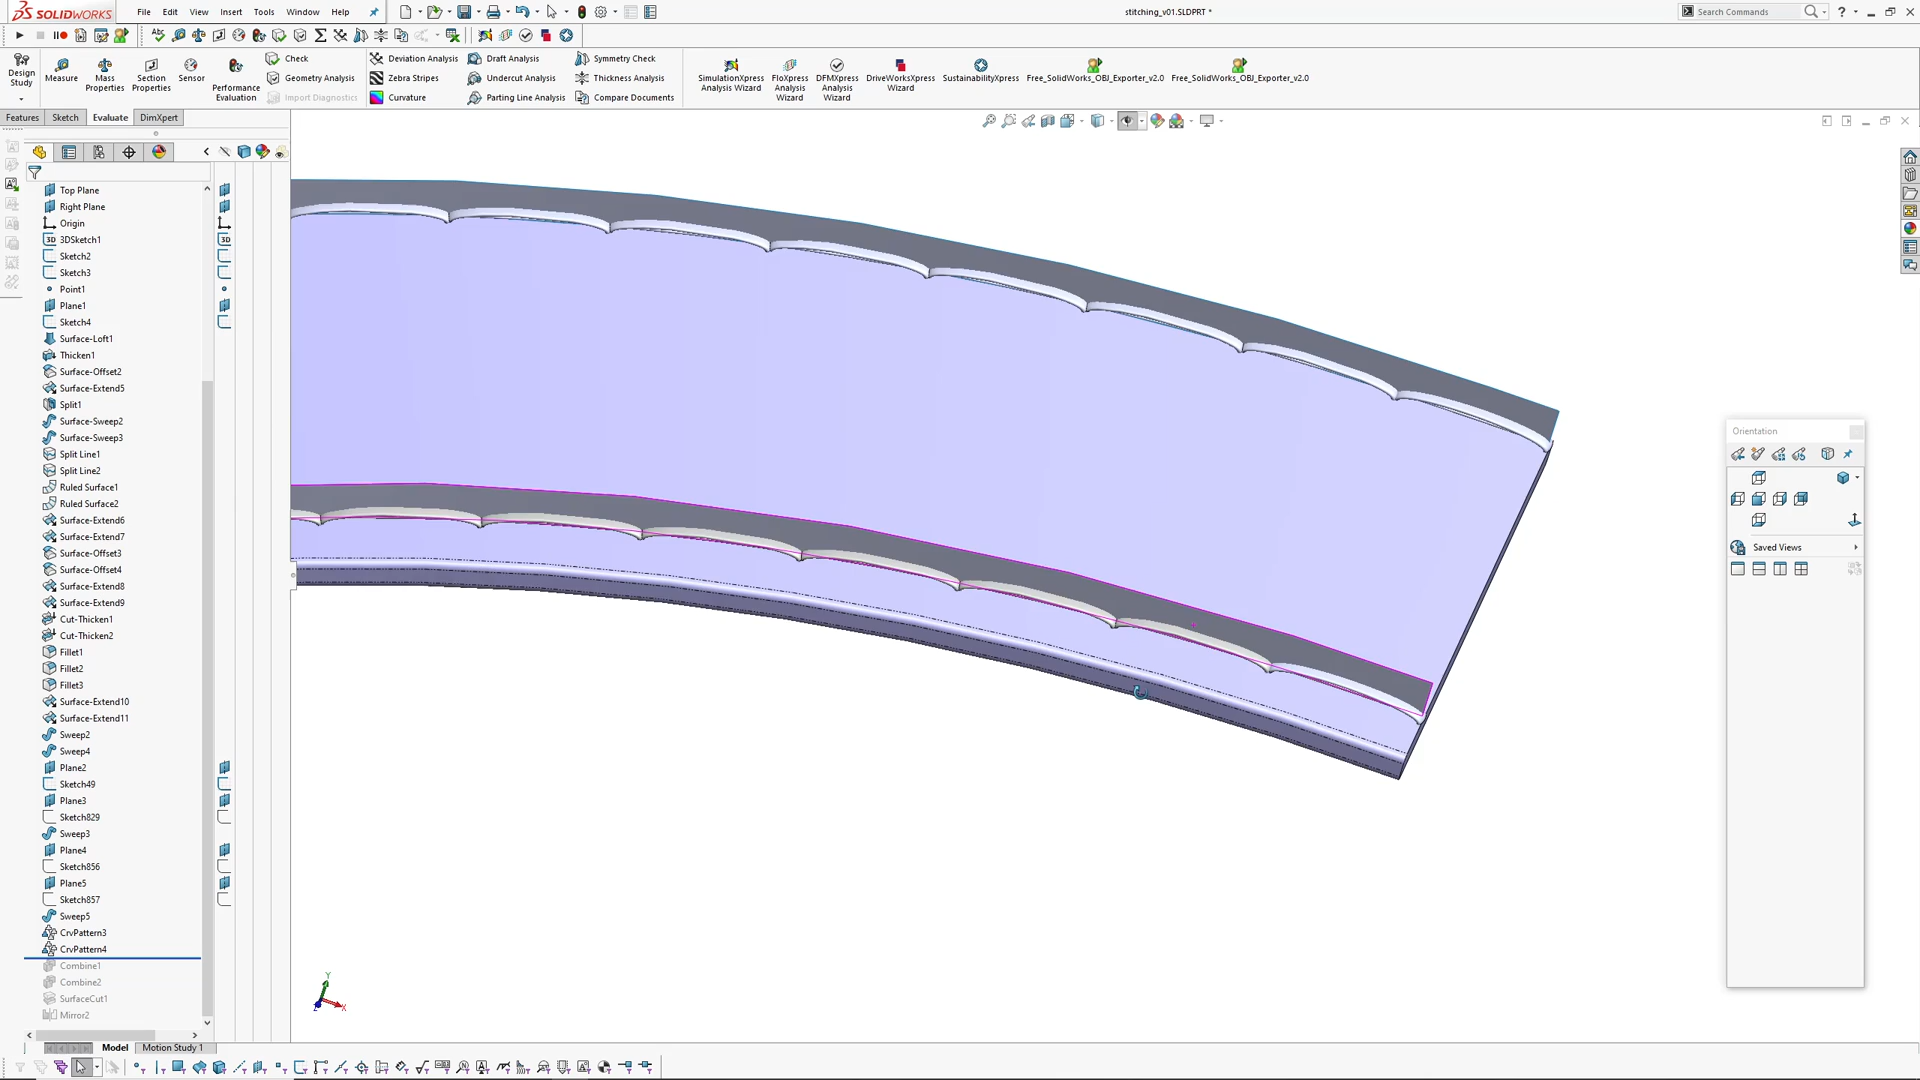 SOLIDWORKS File Edit View Insert Tools Window Help
stitching_v01.SLDPRT *
Search Commands
Design Study
Measure
Mass Properties
Section Properties
Sensor
Performance Evaluation
Check
Geometry Analysis
Import Diagnostics
Deviation Analysis
Zebra Stripes
Curvature
Draft Analysis
Undercut Analysis
Parting Line Analysis
Symmetry Check
Thickness Analysis
Compare Documents
SimulationXpress Analysis Wizard
FloXpress Analysis Wizard
DFMXpress Analysis Wizard
DriveWorksXpress Wizard
SustainabilityXpress
Free_SolidWorks_OBJ_Exporter_v2.0
Free_SolidWorks_OBJ_Exporter_v2.0
Features Sketch Evaluate DimXpert
Top Plane
Right Plane
Origin
3D 3DSketch1 3D
Sketch2
Sketch3
Point1
Plane1
Sketch4
Surface-Loft1
Thicken1
Surface-Offset2
Surface-Extend5
Split1
Surface-Sweep2
Surface-Sweep3
Split Line1
Split Line2
Ruled Surface1
Ruled Surface2
Surface-Extend6
Surface-Extend7
Surface-Offset3
Surface-Offset4
Surface-Extend8
Surface-Extend9
Cut-Thicken1
Cut-Thicken2
Fillet1
Fillet2
Fillet3
Surface-Extend10
Surface-Extend11
Sweep2
Sweep4
Plane2
Sketch49
Plane3
Sketch829
Sweep3
Plane4
Sketch856
Plane5
Sketch857
Sweep5
CrvPattern3
CrvPattern4
Combine1
Combine2
SurfaceCut1
Mirror2
Orientation
Saved Views
Y
X
Z
Model Motion Study 1